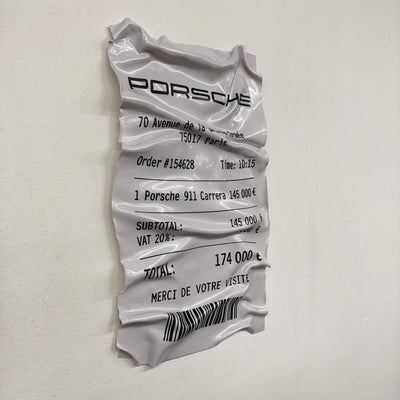 PORSCHE
70 Avenue de la
75017 Paris
Order #154628 Time: 10:15
1 Porsche 911 Carrera 145 000 €
SUBTOTAL: 145 000 €
VAT 20%: €
TOTAL: 174 000 €
MERCI DE VOTRE VISITE